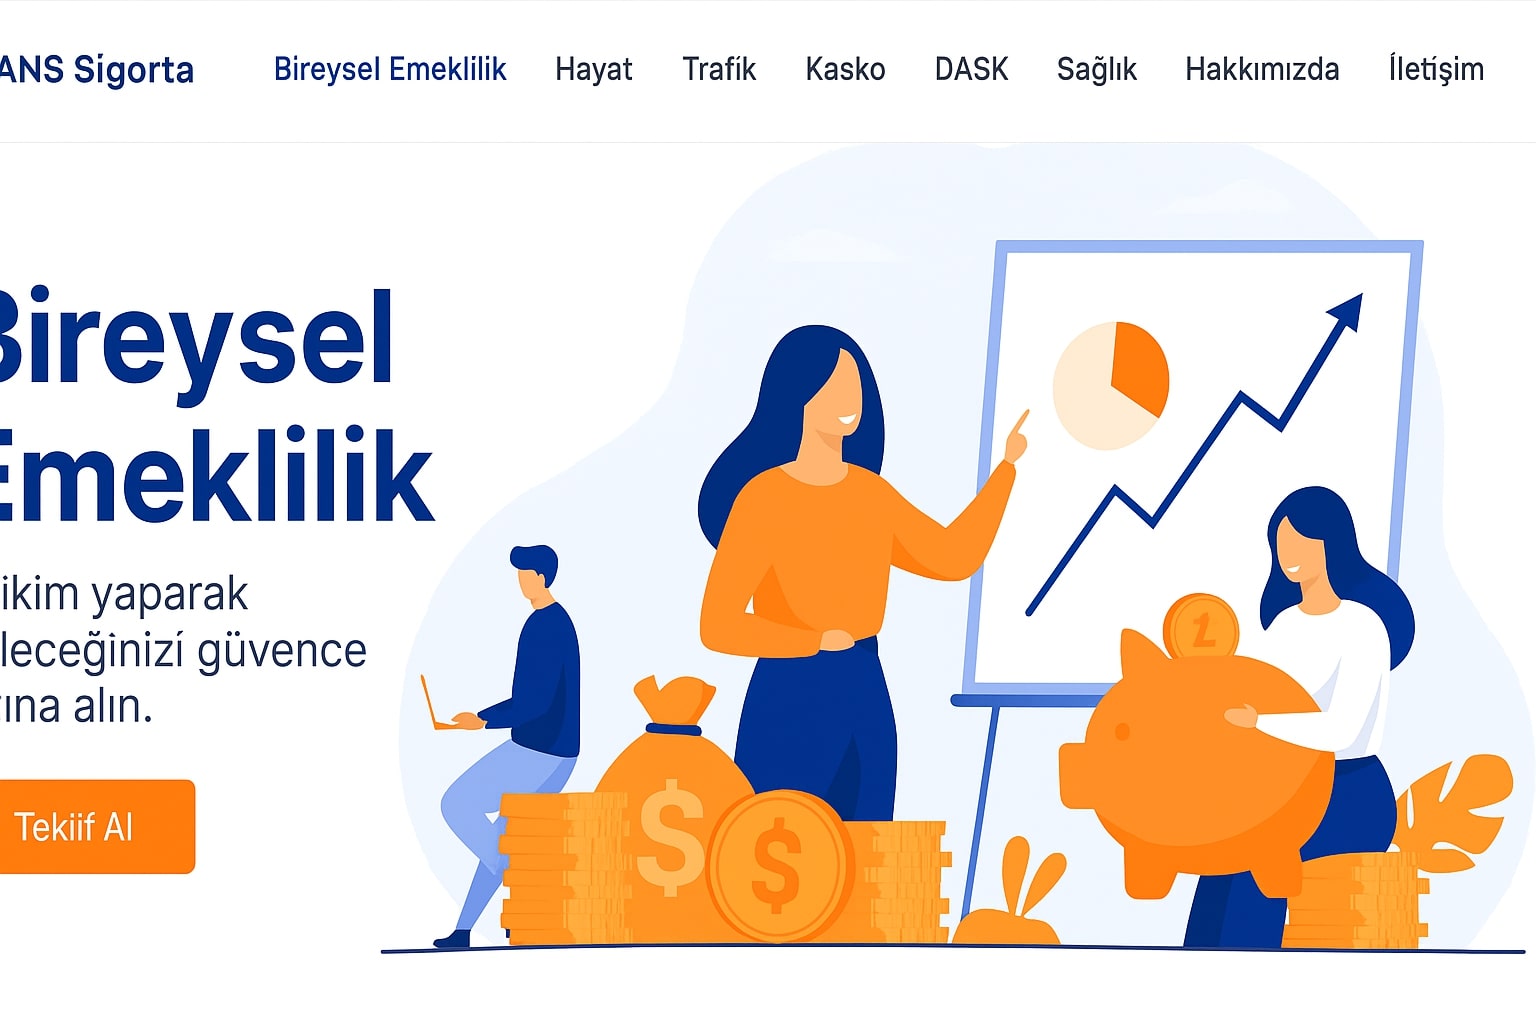 ANS Sigorta
Bireysel Emeklilik
Hayat
Trafik
Kasko
DASK
Sağlık
Hakkımızda
İletişim
Bireysel
Emeklilik
ikim yaparak
leceğinizi güvence
ına alın.
Tekiif Al
$
$